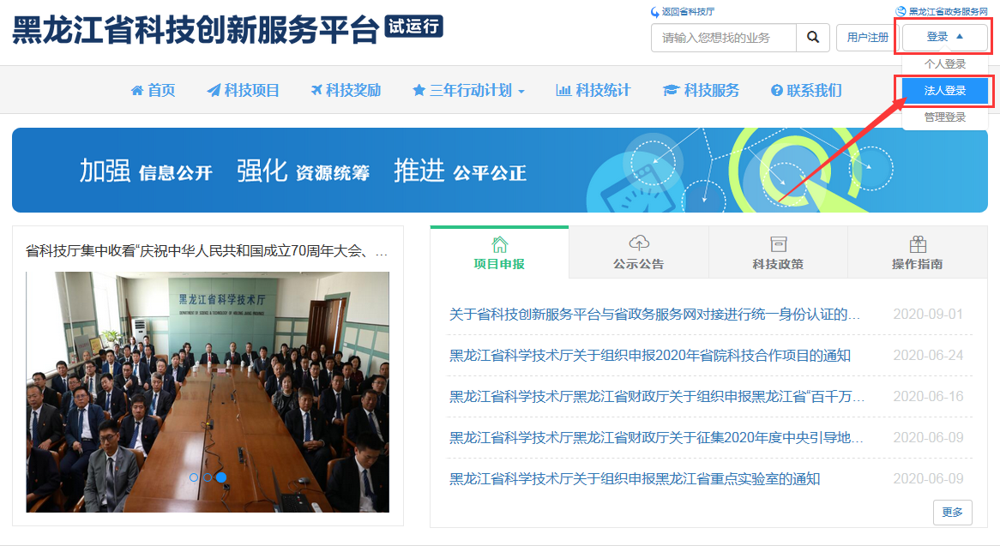 黑龙江省科技创新服务平台 试运行
返回省科技厅
黑龙江省政务服务网
请输入您想找的业务
用户注册
登录
个人登录
法人登录
管理登录
首页 科技项目 科技奖励 三年行动计划 科技统计 科技服务 联系我们
加强 信息公开 强化 资源统筹 推进 公平公正
省科技厅集中收看“庆祝中华人民共和国成立70周年大会、…
黑龙江省科学技术厅
DEPARTMENT OF SCIENCE & TECHNOLOGY OF HEILONG JIANG PROVINCE
项目申报 公示公告 科技政策 操作指南
关于省科技创新服务平台与省政务服务网对接进行统一身份认证的… 2020-09-01
黑龙江省科学技术厅关于组织申报2020年省院科技合作项目的通知 2020-06-24
黑龙江省科学技术厅黑龙江省财政厅关于组织申报黑龙江省“百千万… 2020-06-16
黑龙江省科学技术厅黑龙江省财政厅关于征集2020年度中央引导地… 2020-06-09
黑龙江省科学技术厅关于组织申报黑龙江省重点实验室的通知 2020-06-09
更多